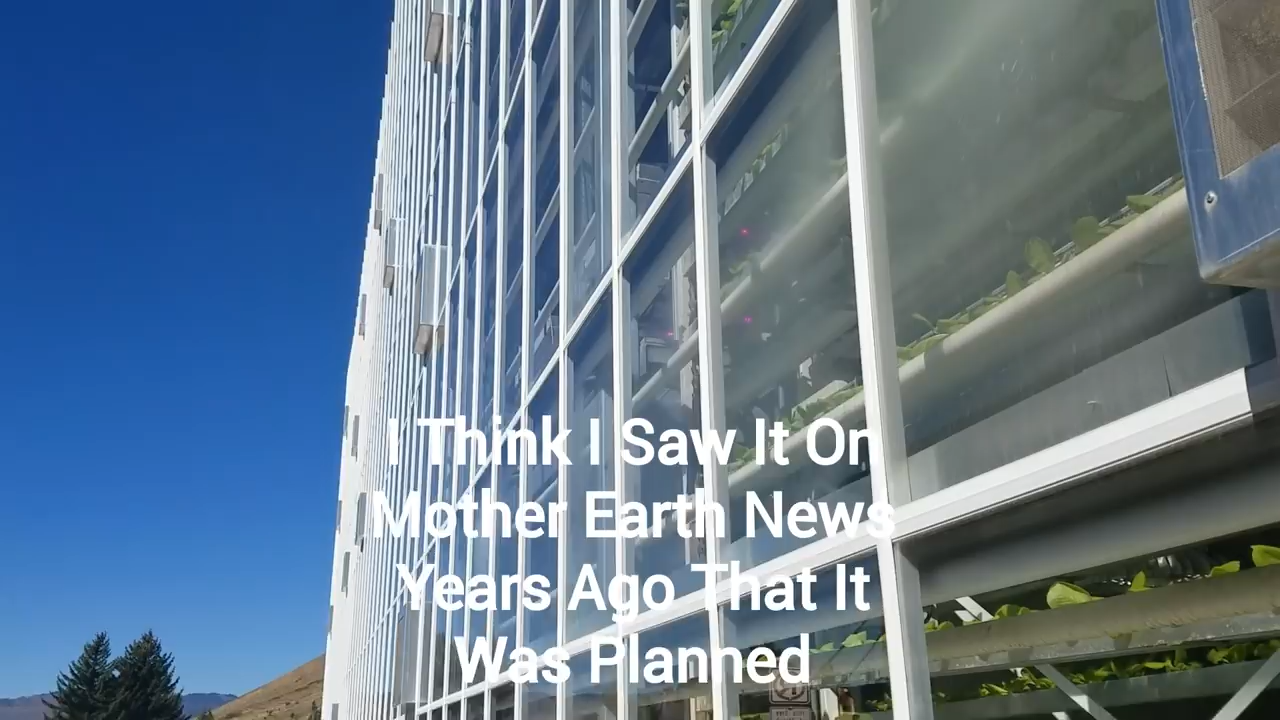 I Think I Saw It On
Mother Earth News
Years Ago That It
Was Planned